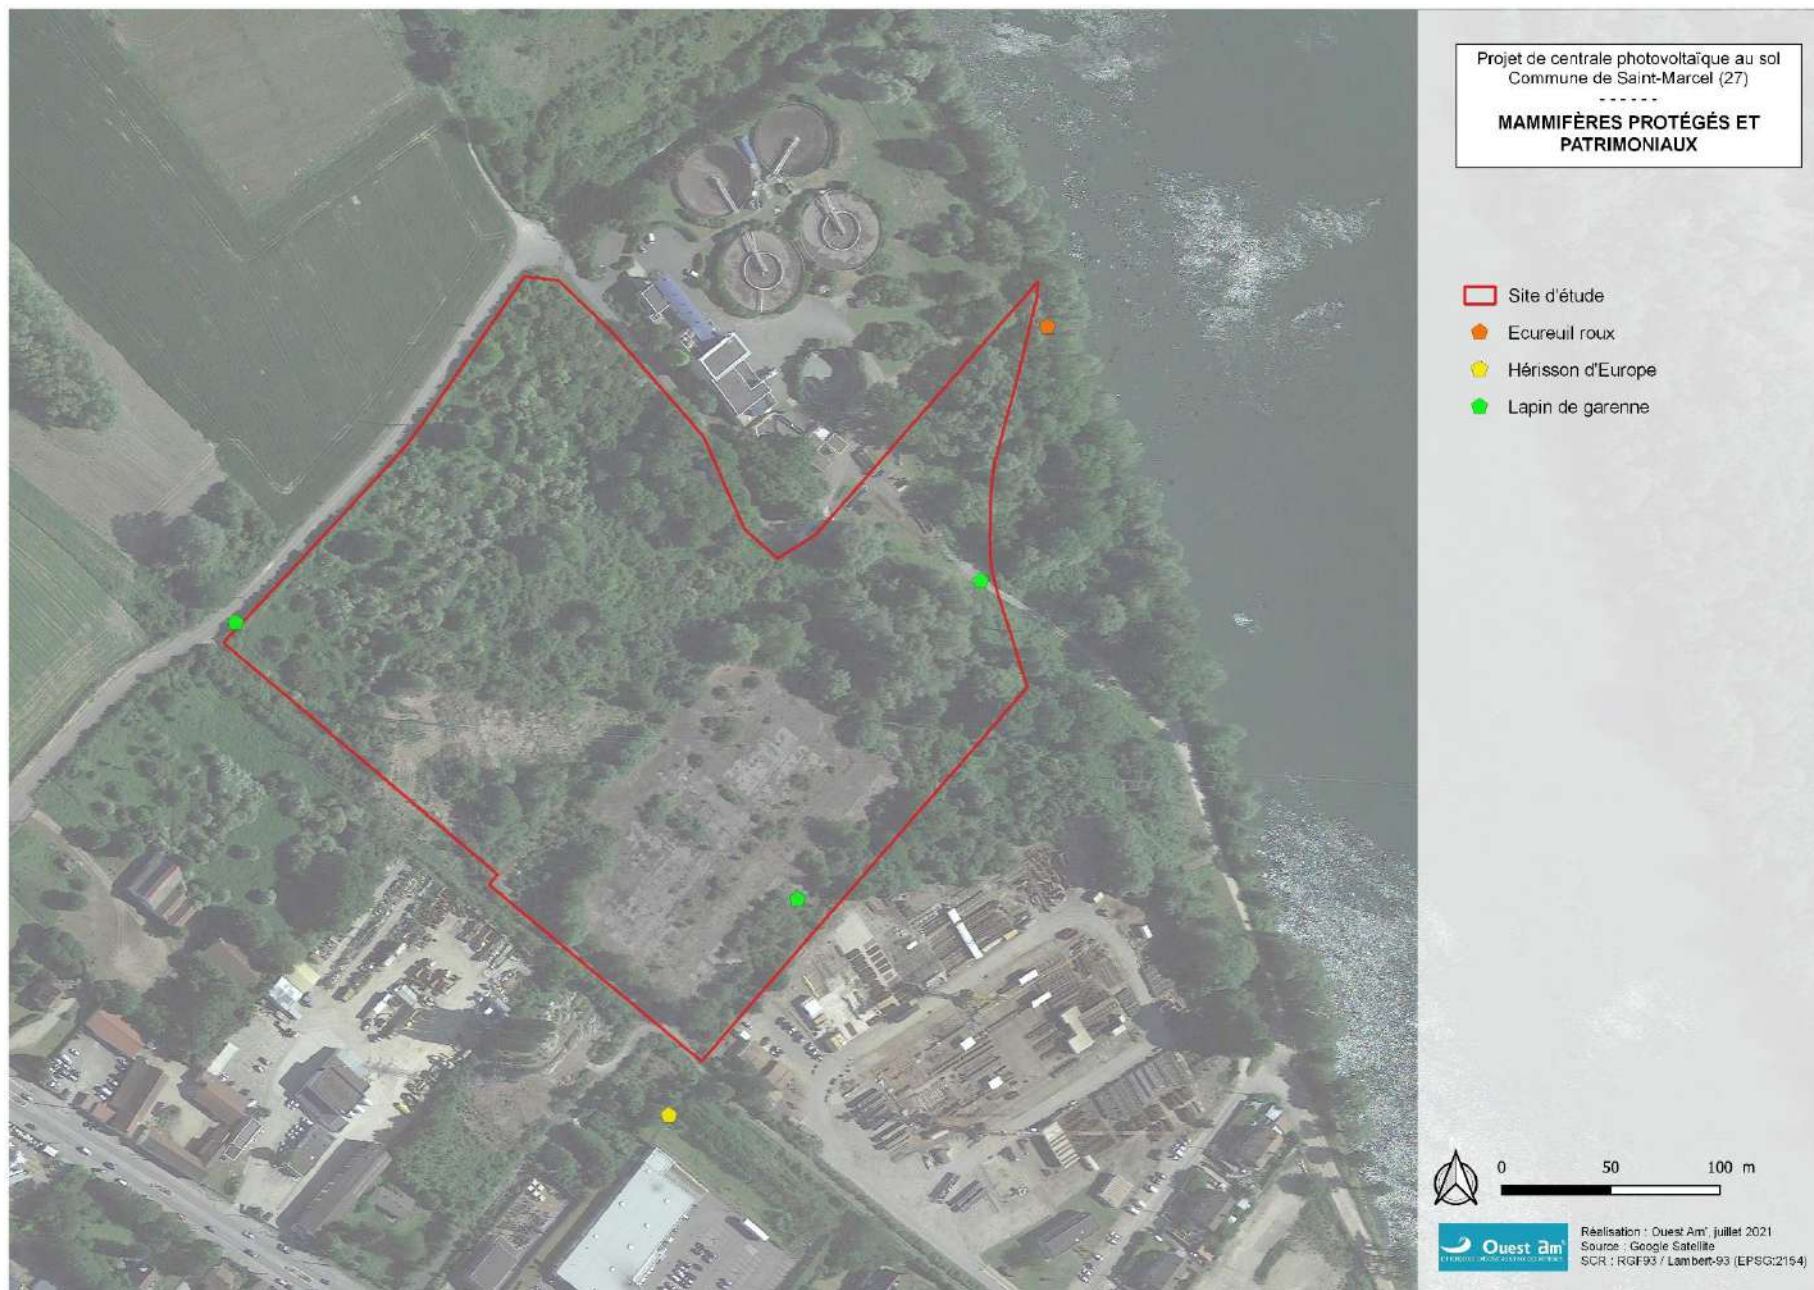 Projet de centrale photovoltaïque au sol
Commune de Saint-Marcel (27)
- - - - - -
MAMMIFÈRES PROTÉGÉS ET
PATRIMONIAUX
Site d'étude
Ecureuil roux
Hérisson d'Europe
Lapin de garenne
0 50 100 m
Ouest am'
Réalisation : Ouest Am', juillet 2021
Source : Google Satellite
SCR : RGF93 / Lambert-93 (EPSG:2154)